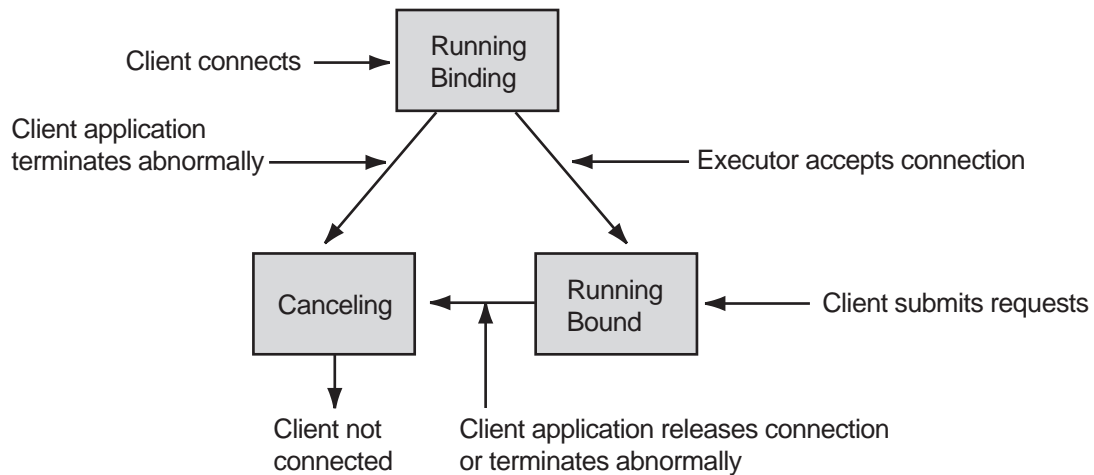 Running
Binding
Client connects
Client application
terminates abnormally
Executor accepts connection
Canceling
Running
Bound
Client submits requests
Client not
connected
Client application releases connection
or terminates abnormally